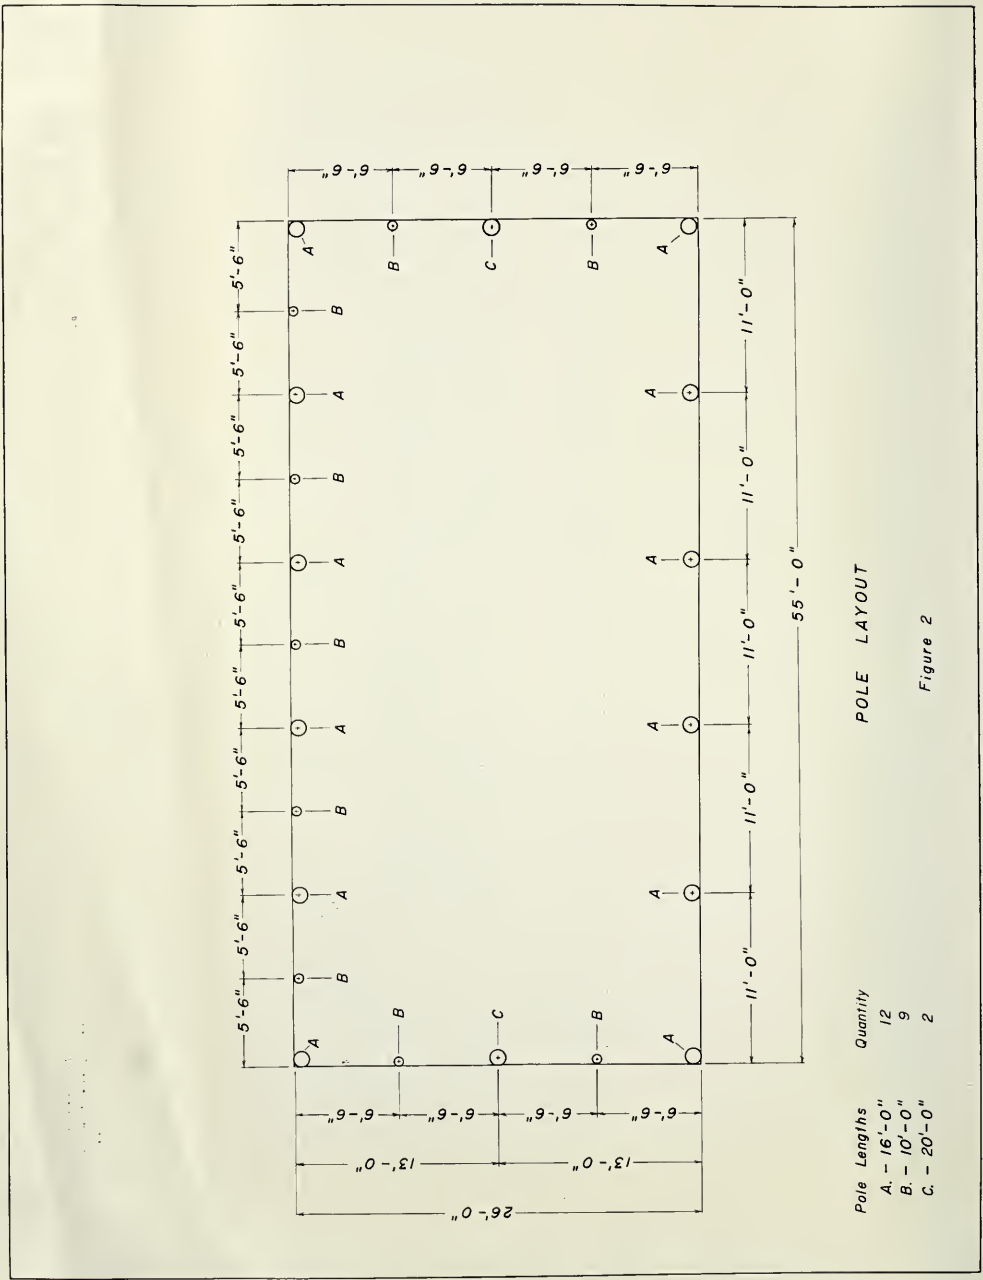 5'-6" 5'-6" 5'-6" 5'-6" 5'-6" 5'-6" 5'-6" 5'-6" 5'-6" 5'-6"
A A
B A B A B A B A B
26'-0"
13'-0" 13'-0"
6'-6" 6'-6" 6'-6" 6'-6"
B C B
B C B
6'-6" 6'-6" 6'-6" 6'-6"
A A A A A A
11'-0" 11'-0" 11'-0" 11'-0" 11'-0"
55'-0"
Pole Lengths Quantity
A. - 16'-0" 12
B. - 10'-0" 9
C. - 20'-0" 2
POLE LAYOUT
Figure 2